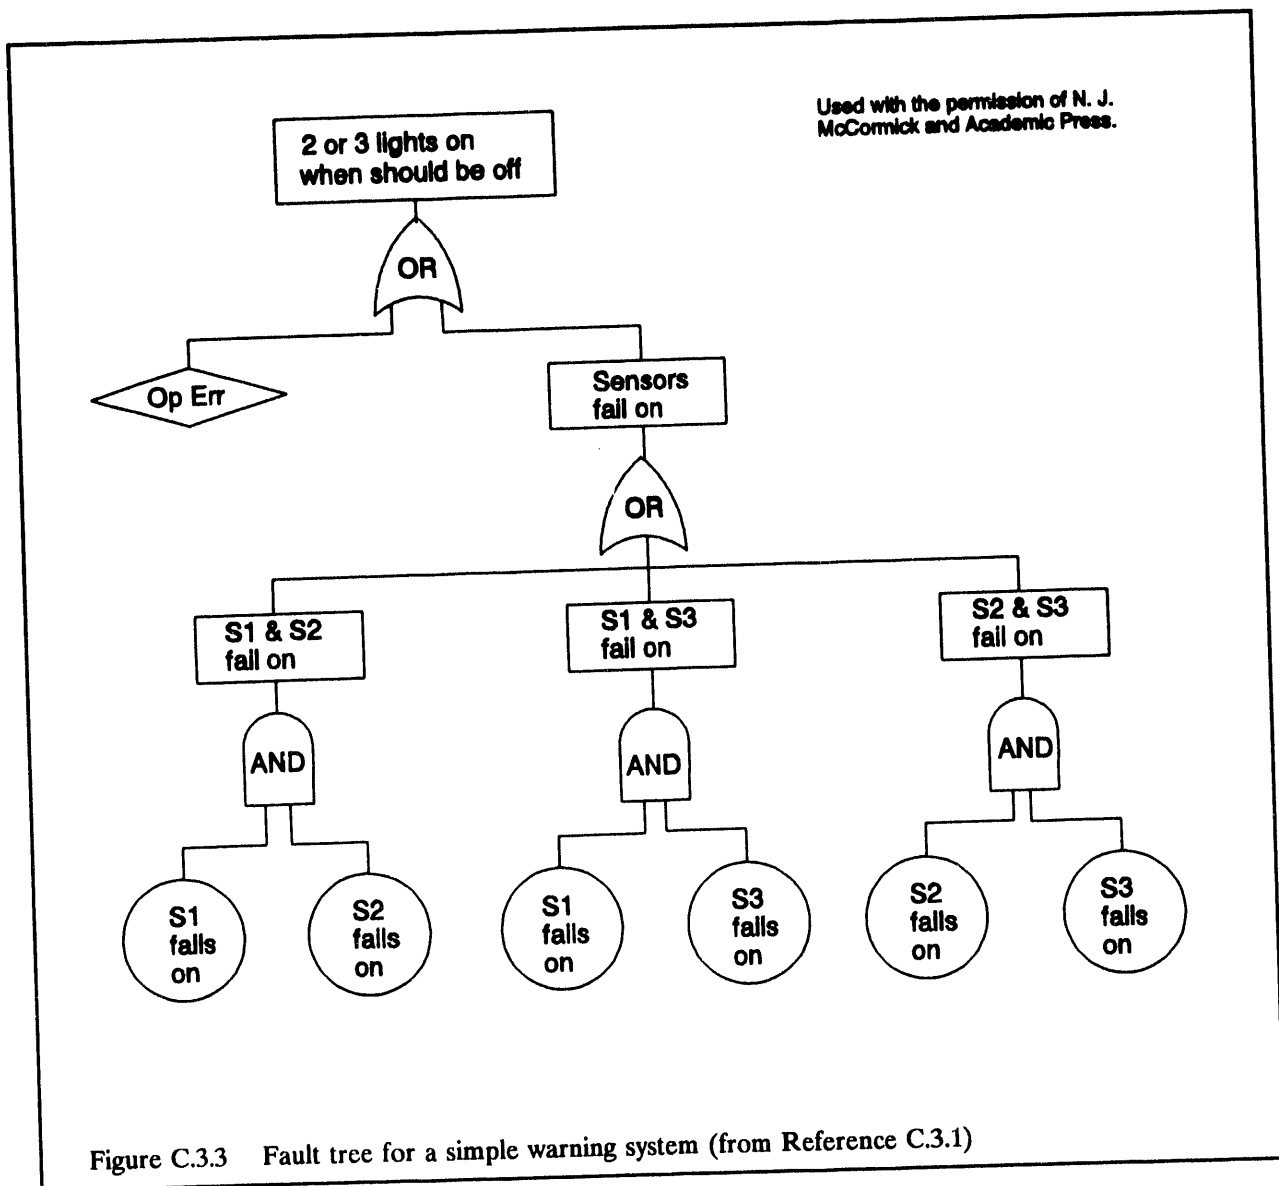 Used with the permission of N. J.
McCormick and Academic Press.
2 or 3 lights on
when should be off
OR
Op Err
Sensors
fail on
OR
S1 & S2
fail on
S1 & S3
fail on
S2 & S3
fail on
AND
AND
AND
S1
fails
on
S2
fails
on
S1
fails
on
S3
fails
on
S2
fails
on
S3
fails
on
Figure C.3.3 Fault tree for a simple warning system (from Reference C.3.1)